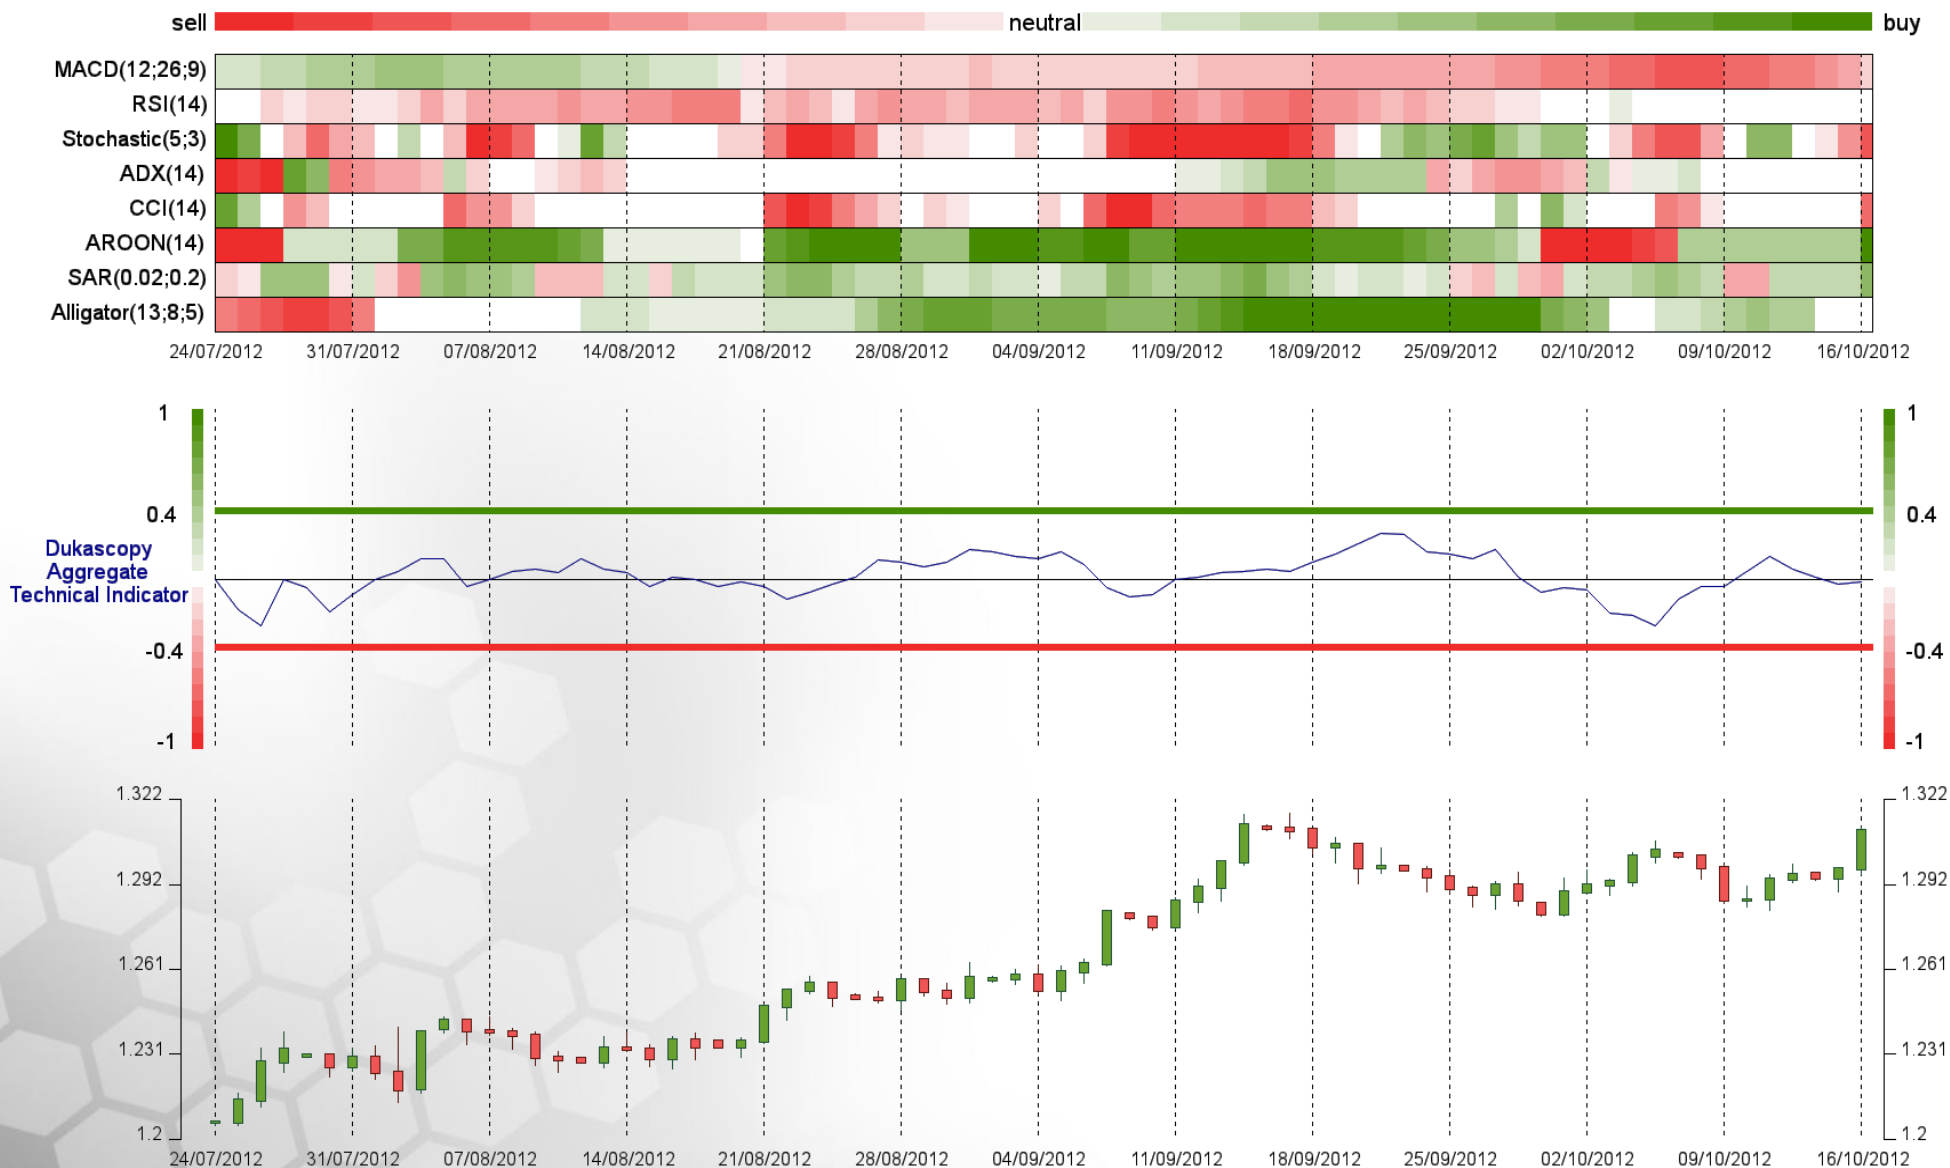 sell neutral buy
MACD(12;26;9)
RSI(14)
Stochastic(5;3)
ADX(14)
CCI(14)
AROON(14)
SAR(0.02;0.2)
Alligator(13;8;5)
24/07/2012 31/07/2012 07/08/2012 14/08/2012 21/08/2012 28/08/2012 04/09/2012 11/09/2012 18/09/2012 25/09/2012 02/10/2012 09/10/2012 16/10/2012
1 1
0.4 0.4
Dukascopy
Aggregate
Technical Indicator
-0.4 -0.4
-1 -1
1.322 1.322
1.292 1.292
1.261 1.261
1.231 1.231
1.2 1.2
24/07/2012 31/07/2012 07/08/2012 14/08/2012 21/08/2012 28/08/2012 04/09/2012 11/09/2012 18/09/2012 25/09/2012 02/10/2012 09/10/2012 16/10/2012